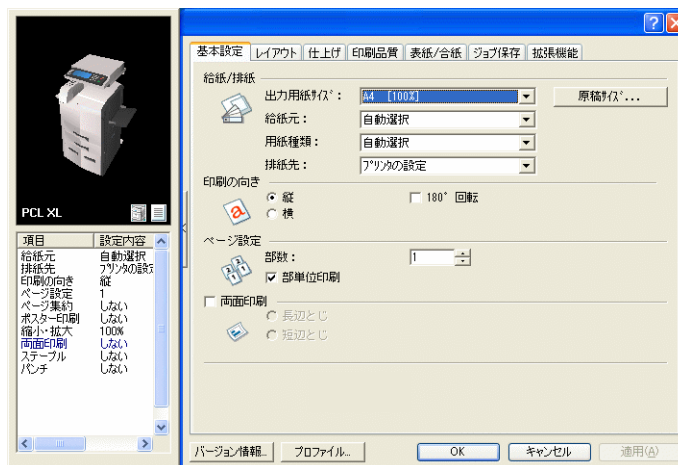 基本設定 レイアウト 仕上げ 印刷品質 表紙/合紙 ジョブ保存 拡張機能
給紙/排紙
出力用紙ｻｲｽﾞ： A4 [100%] 原稿ｻｲｽﾞ...
給紙元： 自動選択
用紙種類： 自動選択
排紙先： ﾌﾟﾘﾝﾀの設定
印刷の向き
縦 180° 回転
横
ページ設定
部数： 1
部単位印刷
両面印刷
長辺とじ
短辺とじ
PCL XL
項目 設定内容
給紙元 自動選択
排紙先 ﾌﾟﾘﾝﾀの設定
印刷の向き 縦
ページ設定 1
ページ集約 しない
ポスター印刷 しない
縮小・拡大 100%
両面印刷 しない
ステープル しない
パンチ しない
バージョン情報... プロファイル... OK キャンセル 適用(A)